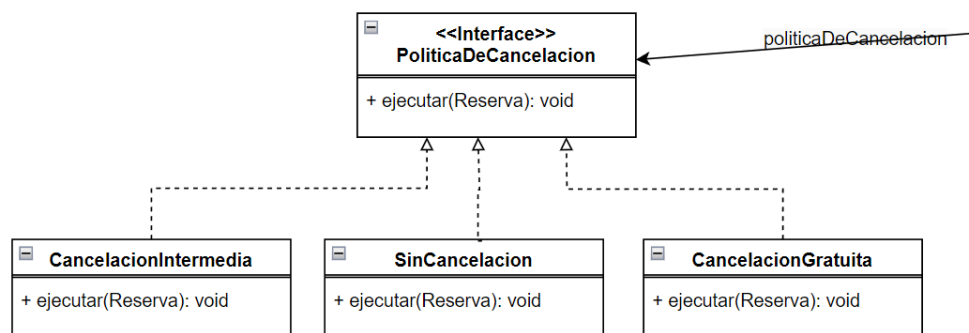 <<Interface>>
PoliticaDeCancelacion
politicaDeCancelacion
+ ejecutar(Reserva): void
CancelacionIntermedia
+ ejecutar(Reserva): void
SinCancelacion
+ ejecutar(Reserva): void
CancelacionGratuita
+ ejecutar(Reserva): void